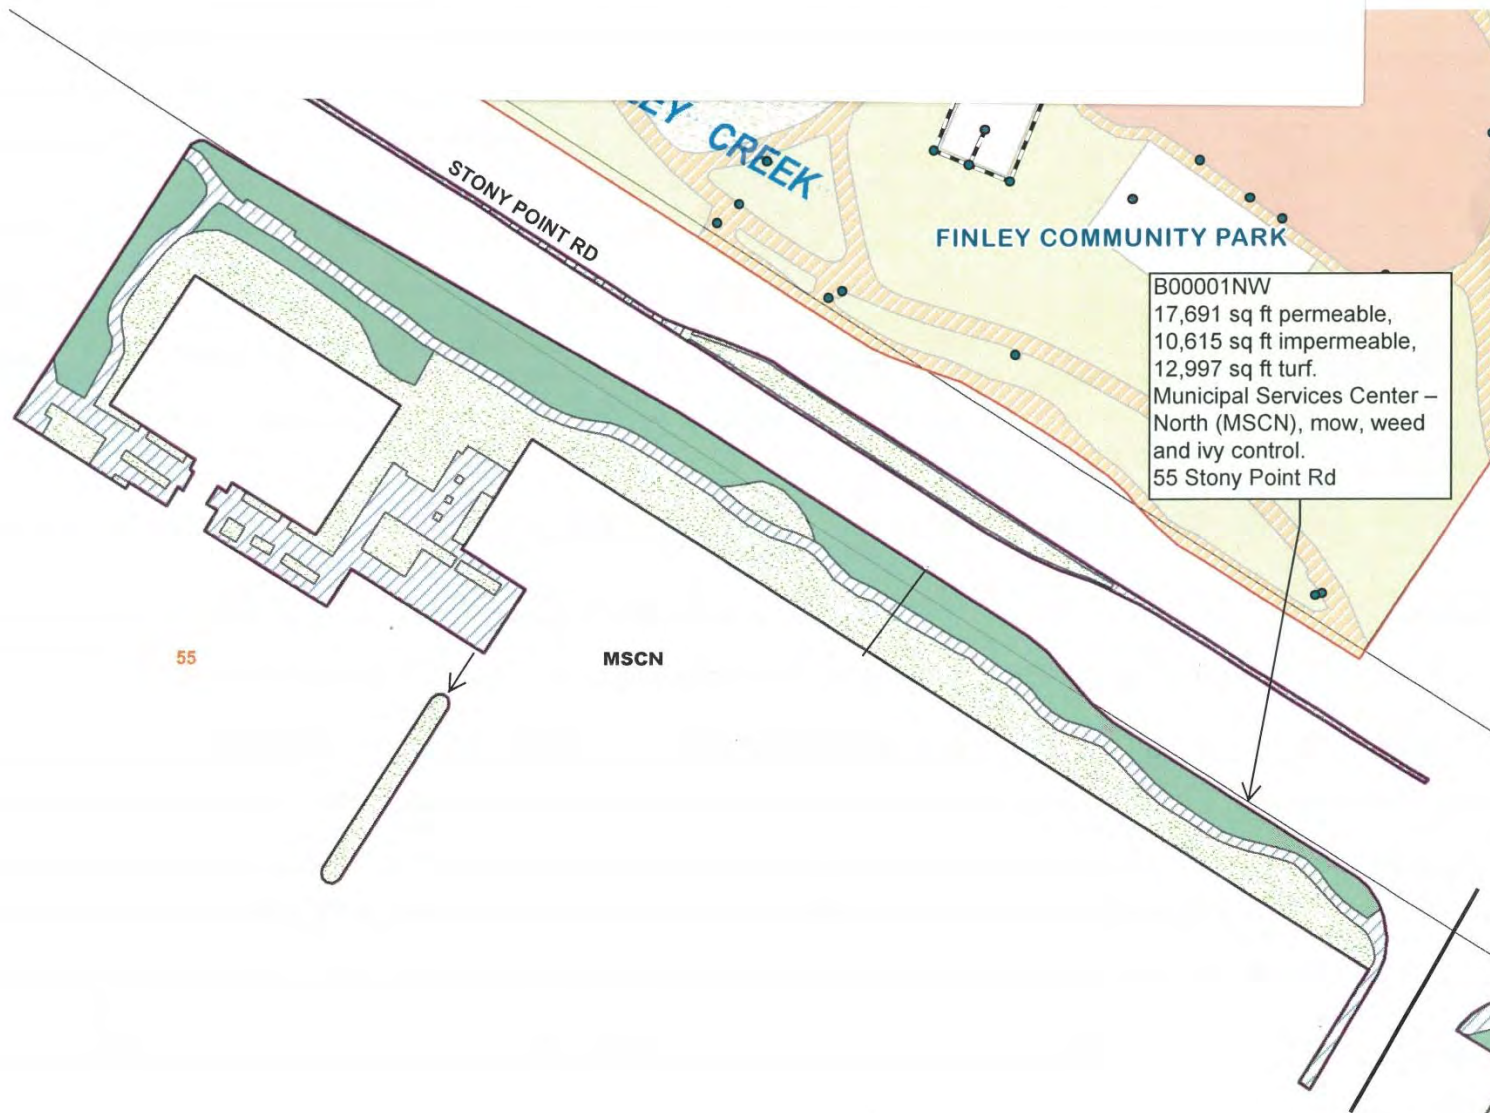 EY CREEK
STONY POINT RD
FINLEY COMMUNITY PARK
B00001NW
17,691 sq ft permeable,
10,615 sq ft impermeable,
12,997 sq ft turf.
Municipal Services Center –
North (MSCN), mow, weed
and ivy control.
55 Stony Point Rd
55
MSCN